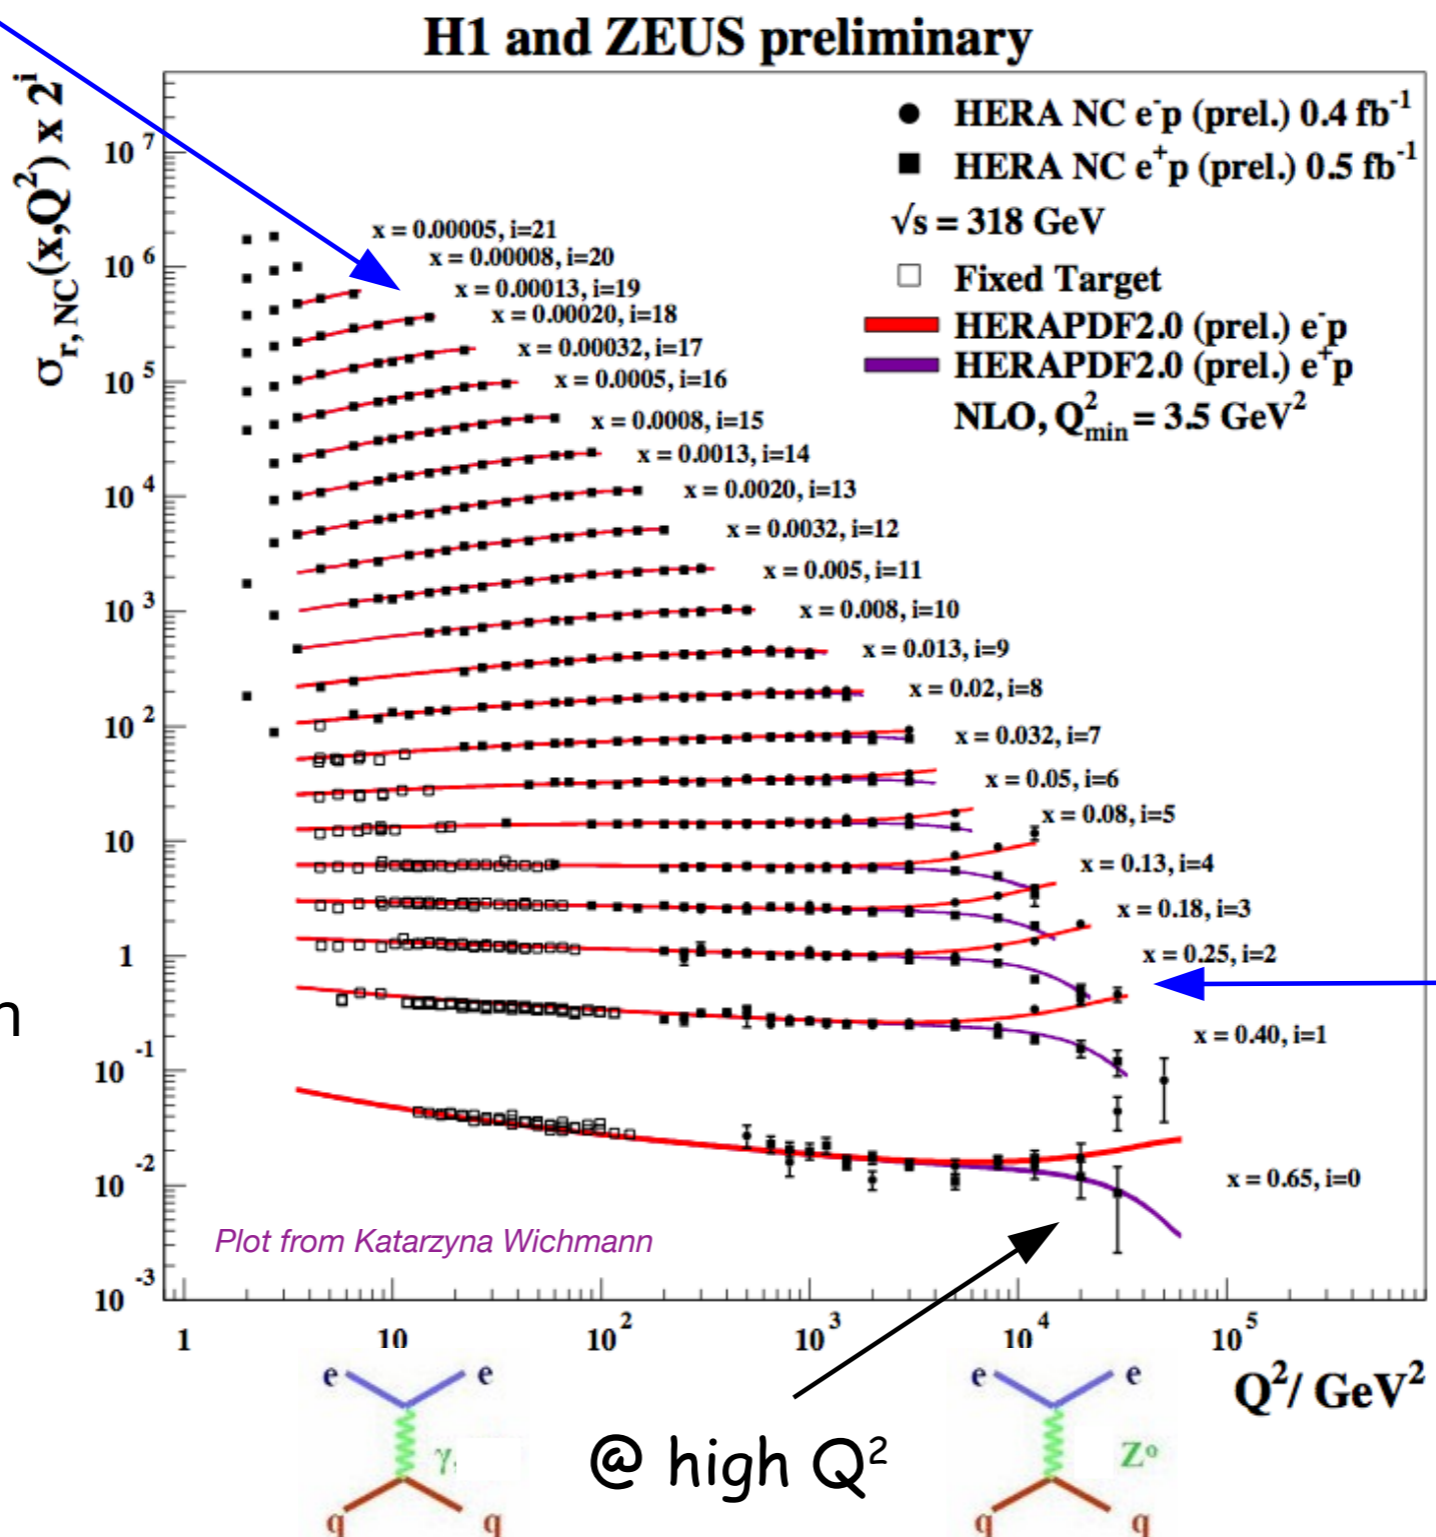 H1 and ZEUS preliminary
σr, NC(x,Q²) x 2ⁱ
● HERA NC e⁻p (prel.) 0.4 fb⁻¹
■ HERA NC e⁺p (prel.) 0.5 fb⁻¹
√s = 318 GeV
□ Fixed Target
HERAPDF2.0 (prel.) e⁻p
HERAPDF2.0 (prel.) e⁺p
NLO, Q²min = 3.5 GeV²
10⁷
10⁶
10⁵
10⁴
10³
10²
10
1
10⁻¹
10⁻²
10⁻³
x = 0.00005, i=21
x = 0.00008, i=20
x = 0.00013, i=19
x = 0.00020, i=18
x = 0.00032, i=17
x = 0.0005, i=16
x = 0.0008, i=15
x = 0.0013, i=14
x = 0.0020, i=13
x = 0.0032, i=12
x = 0.005, i=11
x = 0.008, i=10
x = 0.013, i=9
x = 0.02, i=8
x = 0.032, i=7
x = 0.05, i=6
x = 0.08, i=5
x = 0.13, i=4
x = 0.18, i=3
x = 0.25, i=2
x = 0.40, i=1
x = 0.65, i=0
n
Plot from Katarzyna Wichmann
1 10 10² 10³ 10⁴ 10⁵
Q²/ GeV²
e e
γ
q q
@ high Q²
e e
Z⁰
q q